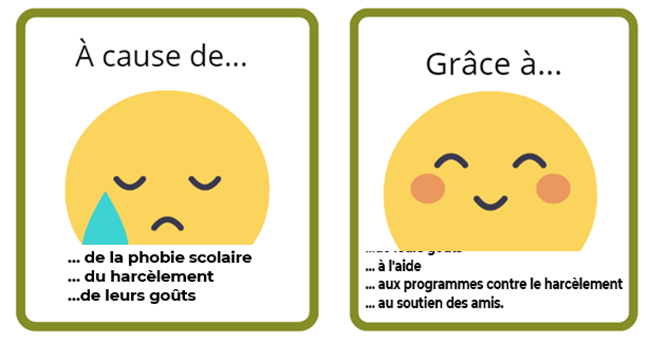 À cause de...
... de la phobie scolaire
... du harcèlement
...de leurs goûts
Grâce à...
... à l'aide
... aux programmes contre le harcèlement
... au soutien des amis.